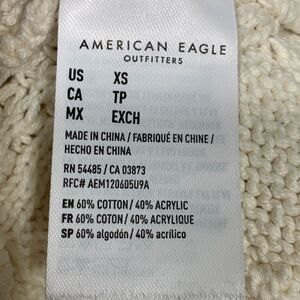 AMERICAN EAGLE
OUTFITTERS
US XS
CA TP
MX EXCH
MADE IN CHINA / FABRIQUÉ EN CHINE /
HECHO EN CHINA
RN 54485 / CA 03873
RFC# AEM120605U9A
EN 60% COTTON / 40% ACRYLIC
FR 60% COTON / 40% ACRYLIQUE
SP 60% algodón / 40% acrílico